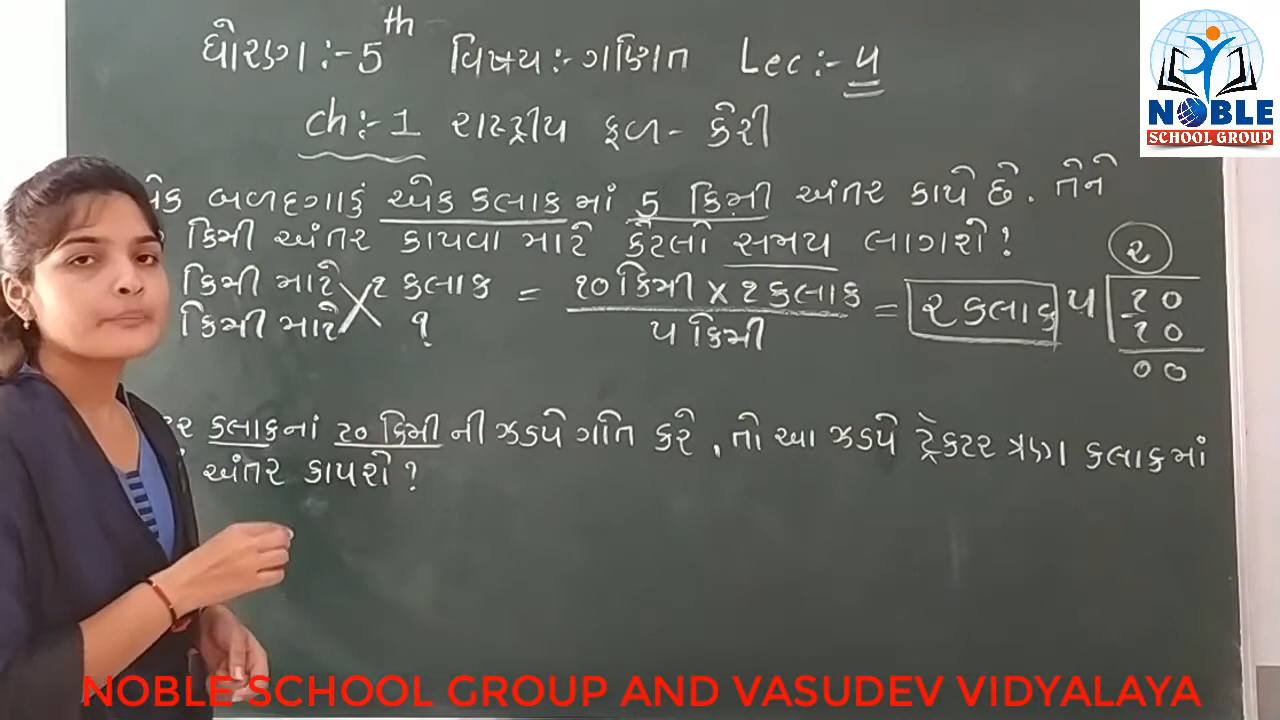 ધોરણ :- 5th વિષય :- ગણિત Lec :- ૫
ch :- 1 રાષ્ટ્રીય ફળ - કેરી
NOBLE
SCHOOL GROUP
બળદગાડું એક કલાક માં 5 કિમી અંતર કાપે છે. તેને
કિમી અંતર કાપવા માટે કેટલો સમય લાગશે?
કિમી માટે ૧ કલાક = ૧૦ કિમી × ૧ કલાક = ૨ કલાક
કિમી માટે ? ૫ કિમી
૨
૫ ૧૦
૧૦
૦૦
કલાકનાં ૨૦ કિમી ની ઝડપે ગતિ કરે, તો આ ઝડપે ટ્રેકટર ત્રણ કલાકમાં
અંતર કાપશે?
NOBLE SCHOOL GROUP AND VASUDEV VIDYALAYA